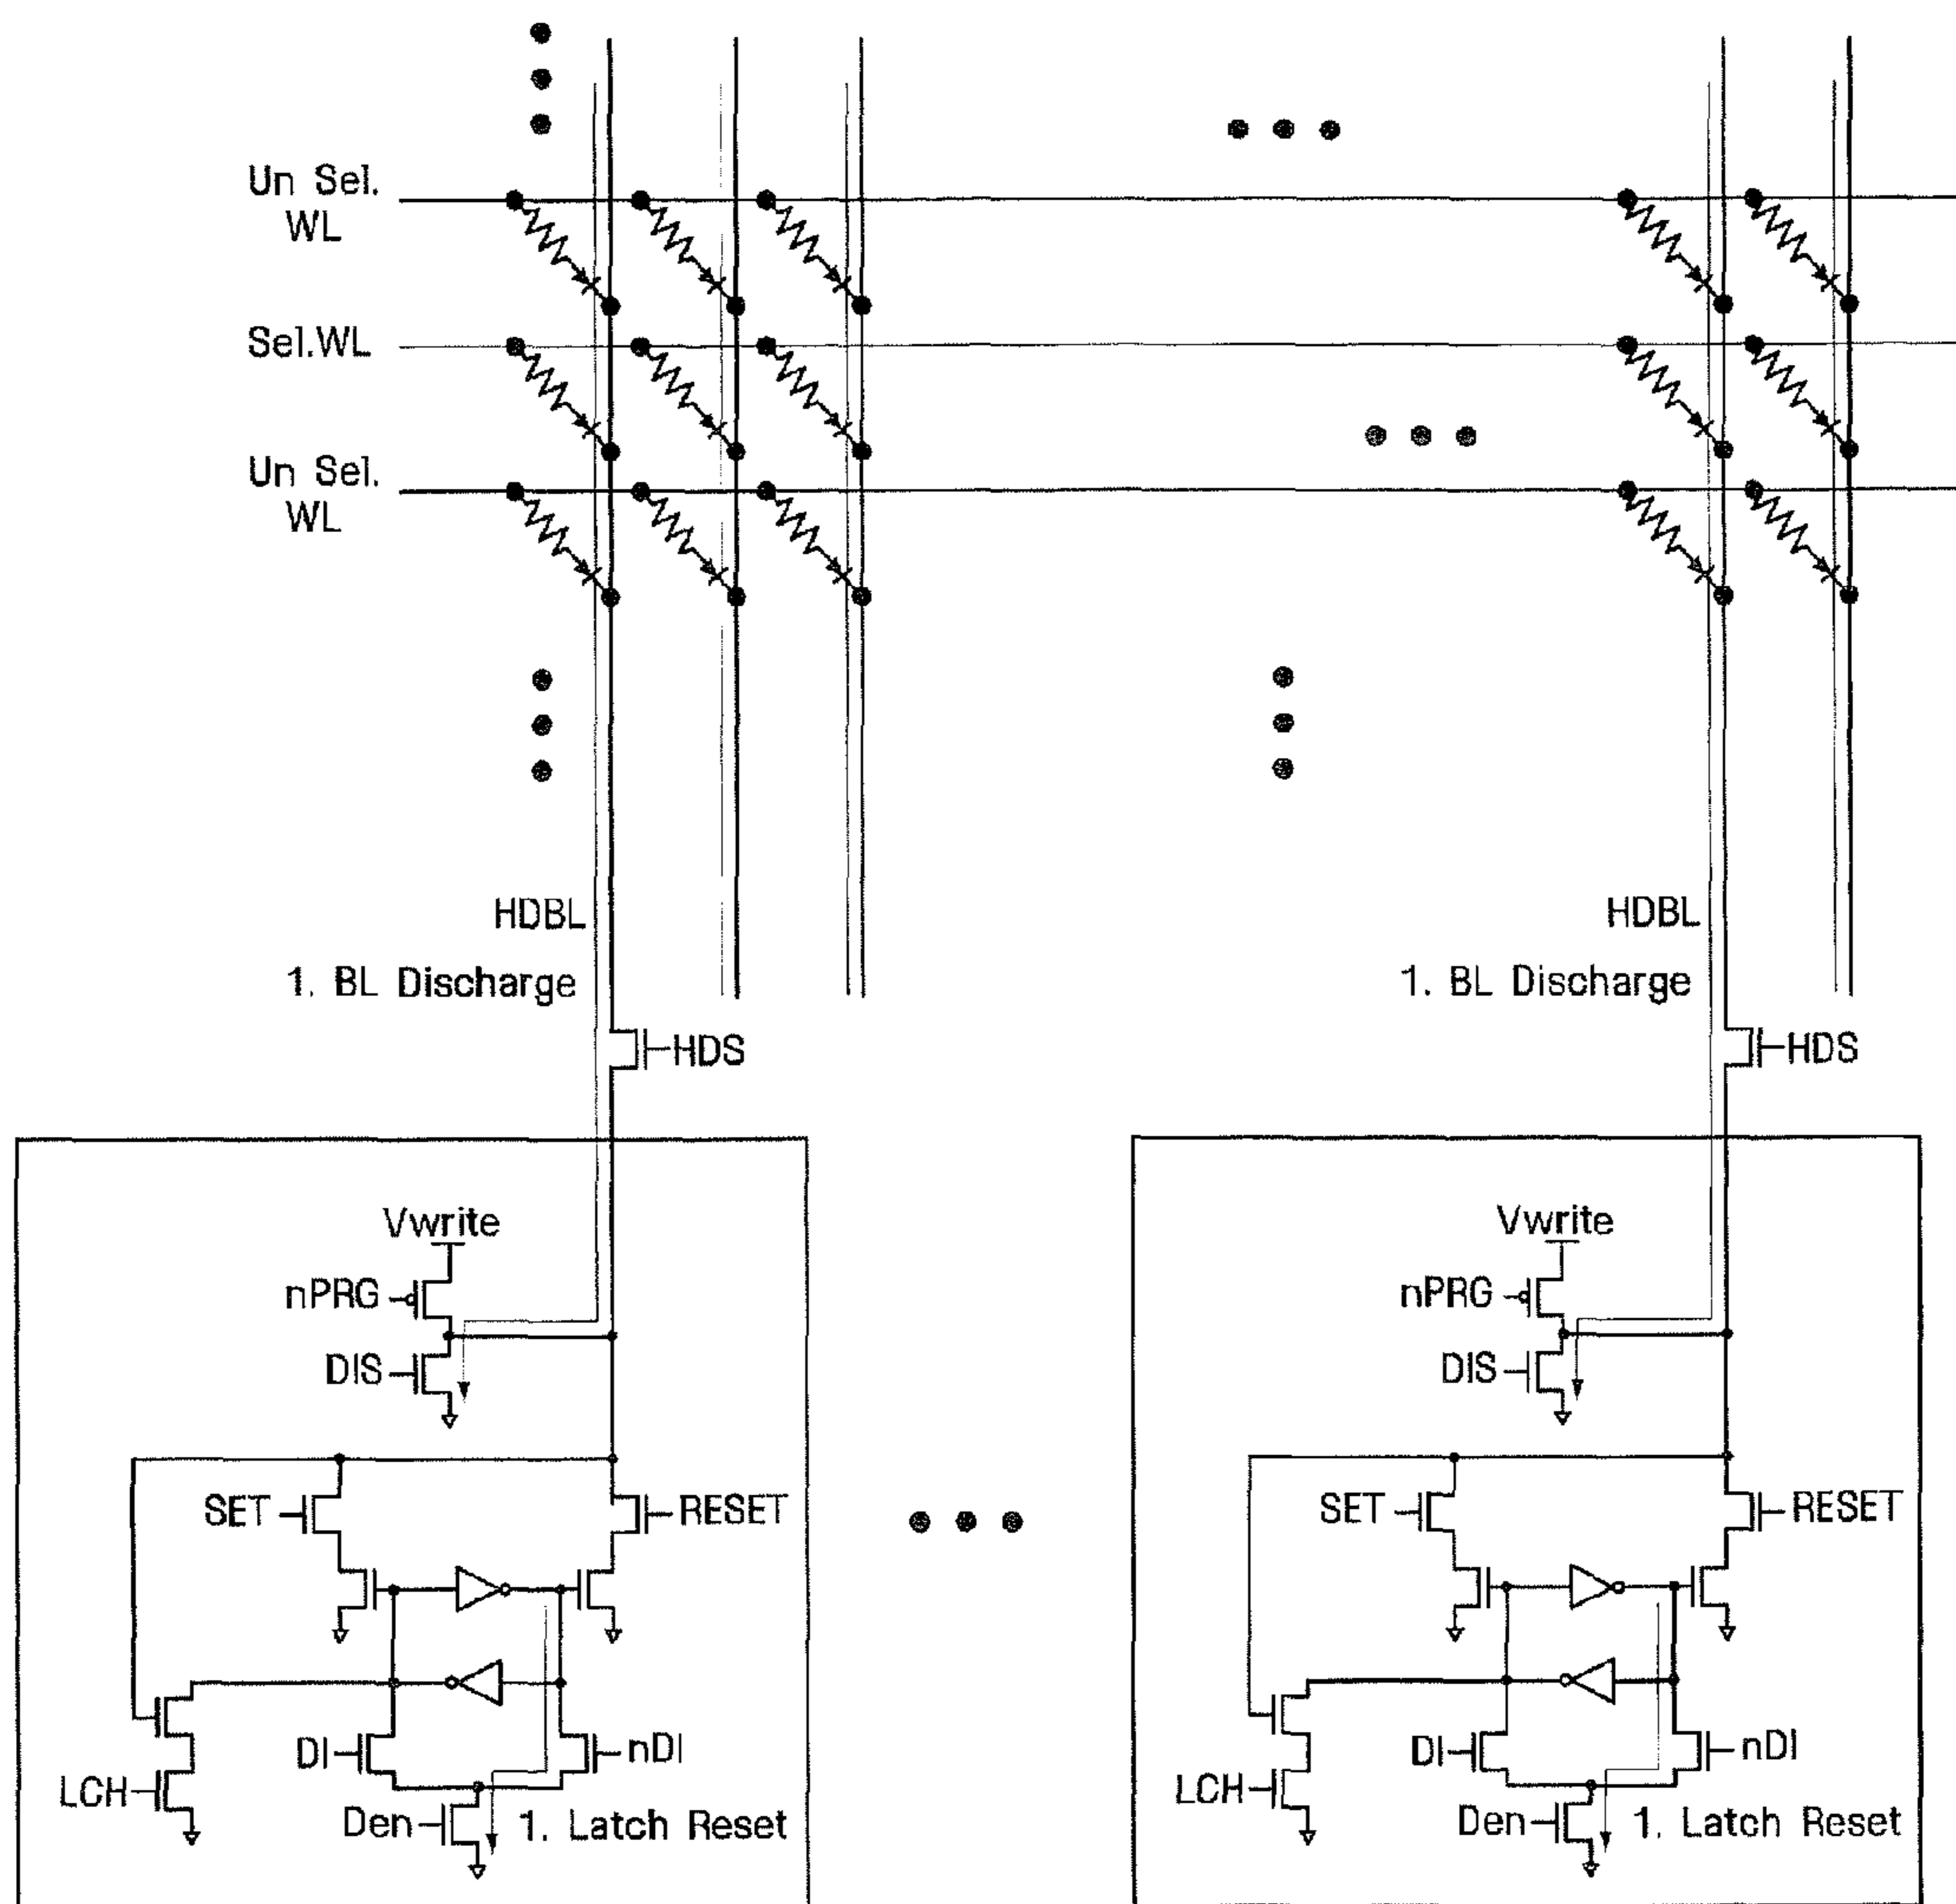 Un Sel.
WL
Sel.WL
Un Sel.
WL
HDBL
HDBL
1. BL Discharge
1. BL Discharge
HDS
HDS
Vwrite
Vwrite
nPRG
nPRG
DIS
DIS
SET
RESET
SET
RESET
DI
nDI
DI
nDI
LCH
LCH
Den
1. Latch Reset
Den
1. Latch Reset